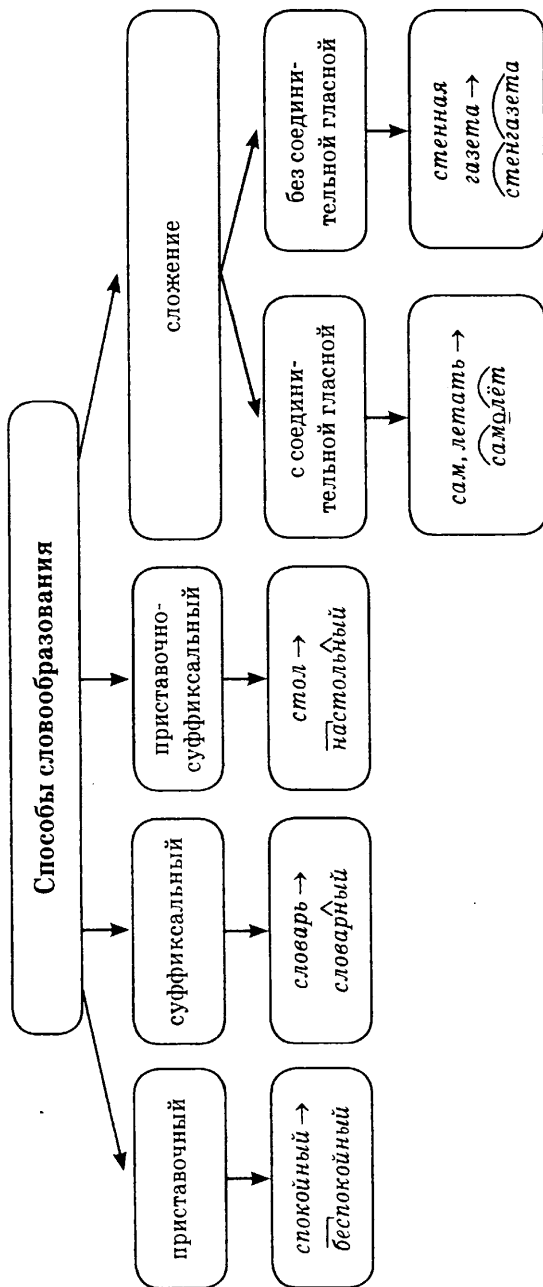 Способы словообразования
приставочный
суффиксальный
приставочно-
суффиксальный
сложение
с соедини-
тельной гласной
без соедини-
тельной гласной
спокойный →
беспокойный
словарь →
словарный
стол →
настольный
сам, летать →
самолёт
стенная
газета →
стенгазета